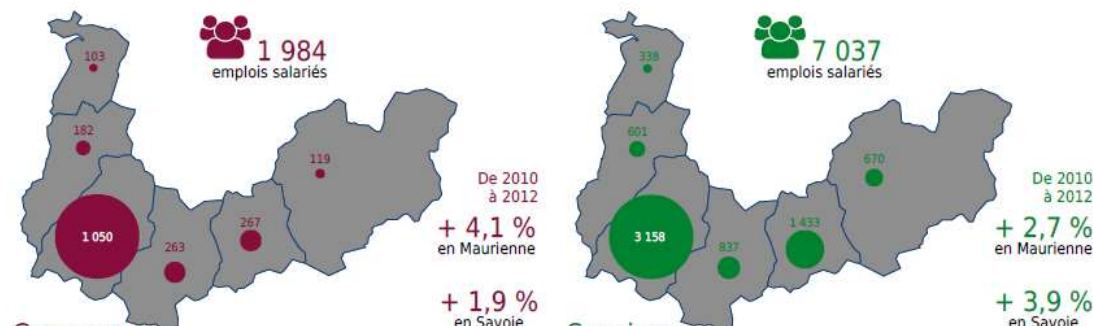 1 984
emplois salariés
103
182
119
1 050
263
267
De 2010
à 2012
+ 4,1 %
en Maurienne
+ 1,9 %
en Savoie
7 037
emplois salariés
338
601
670
3 158
837
1 433
De 2010
à 2012
+ 2,7 %
en Maurienne
+ 3,9 %
en Savoie